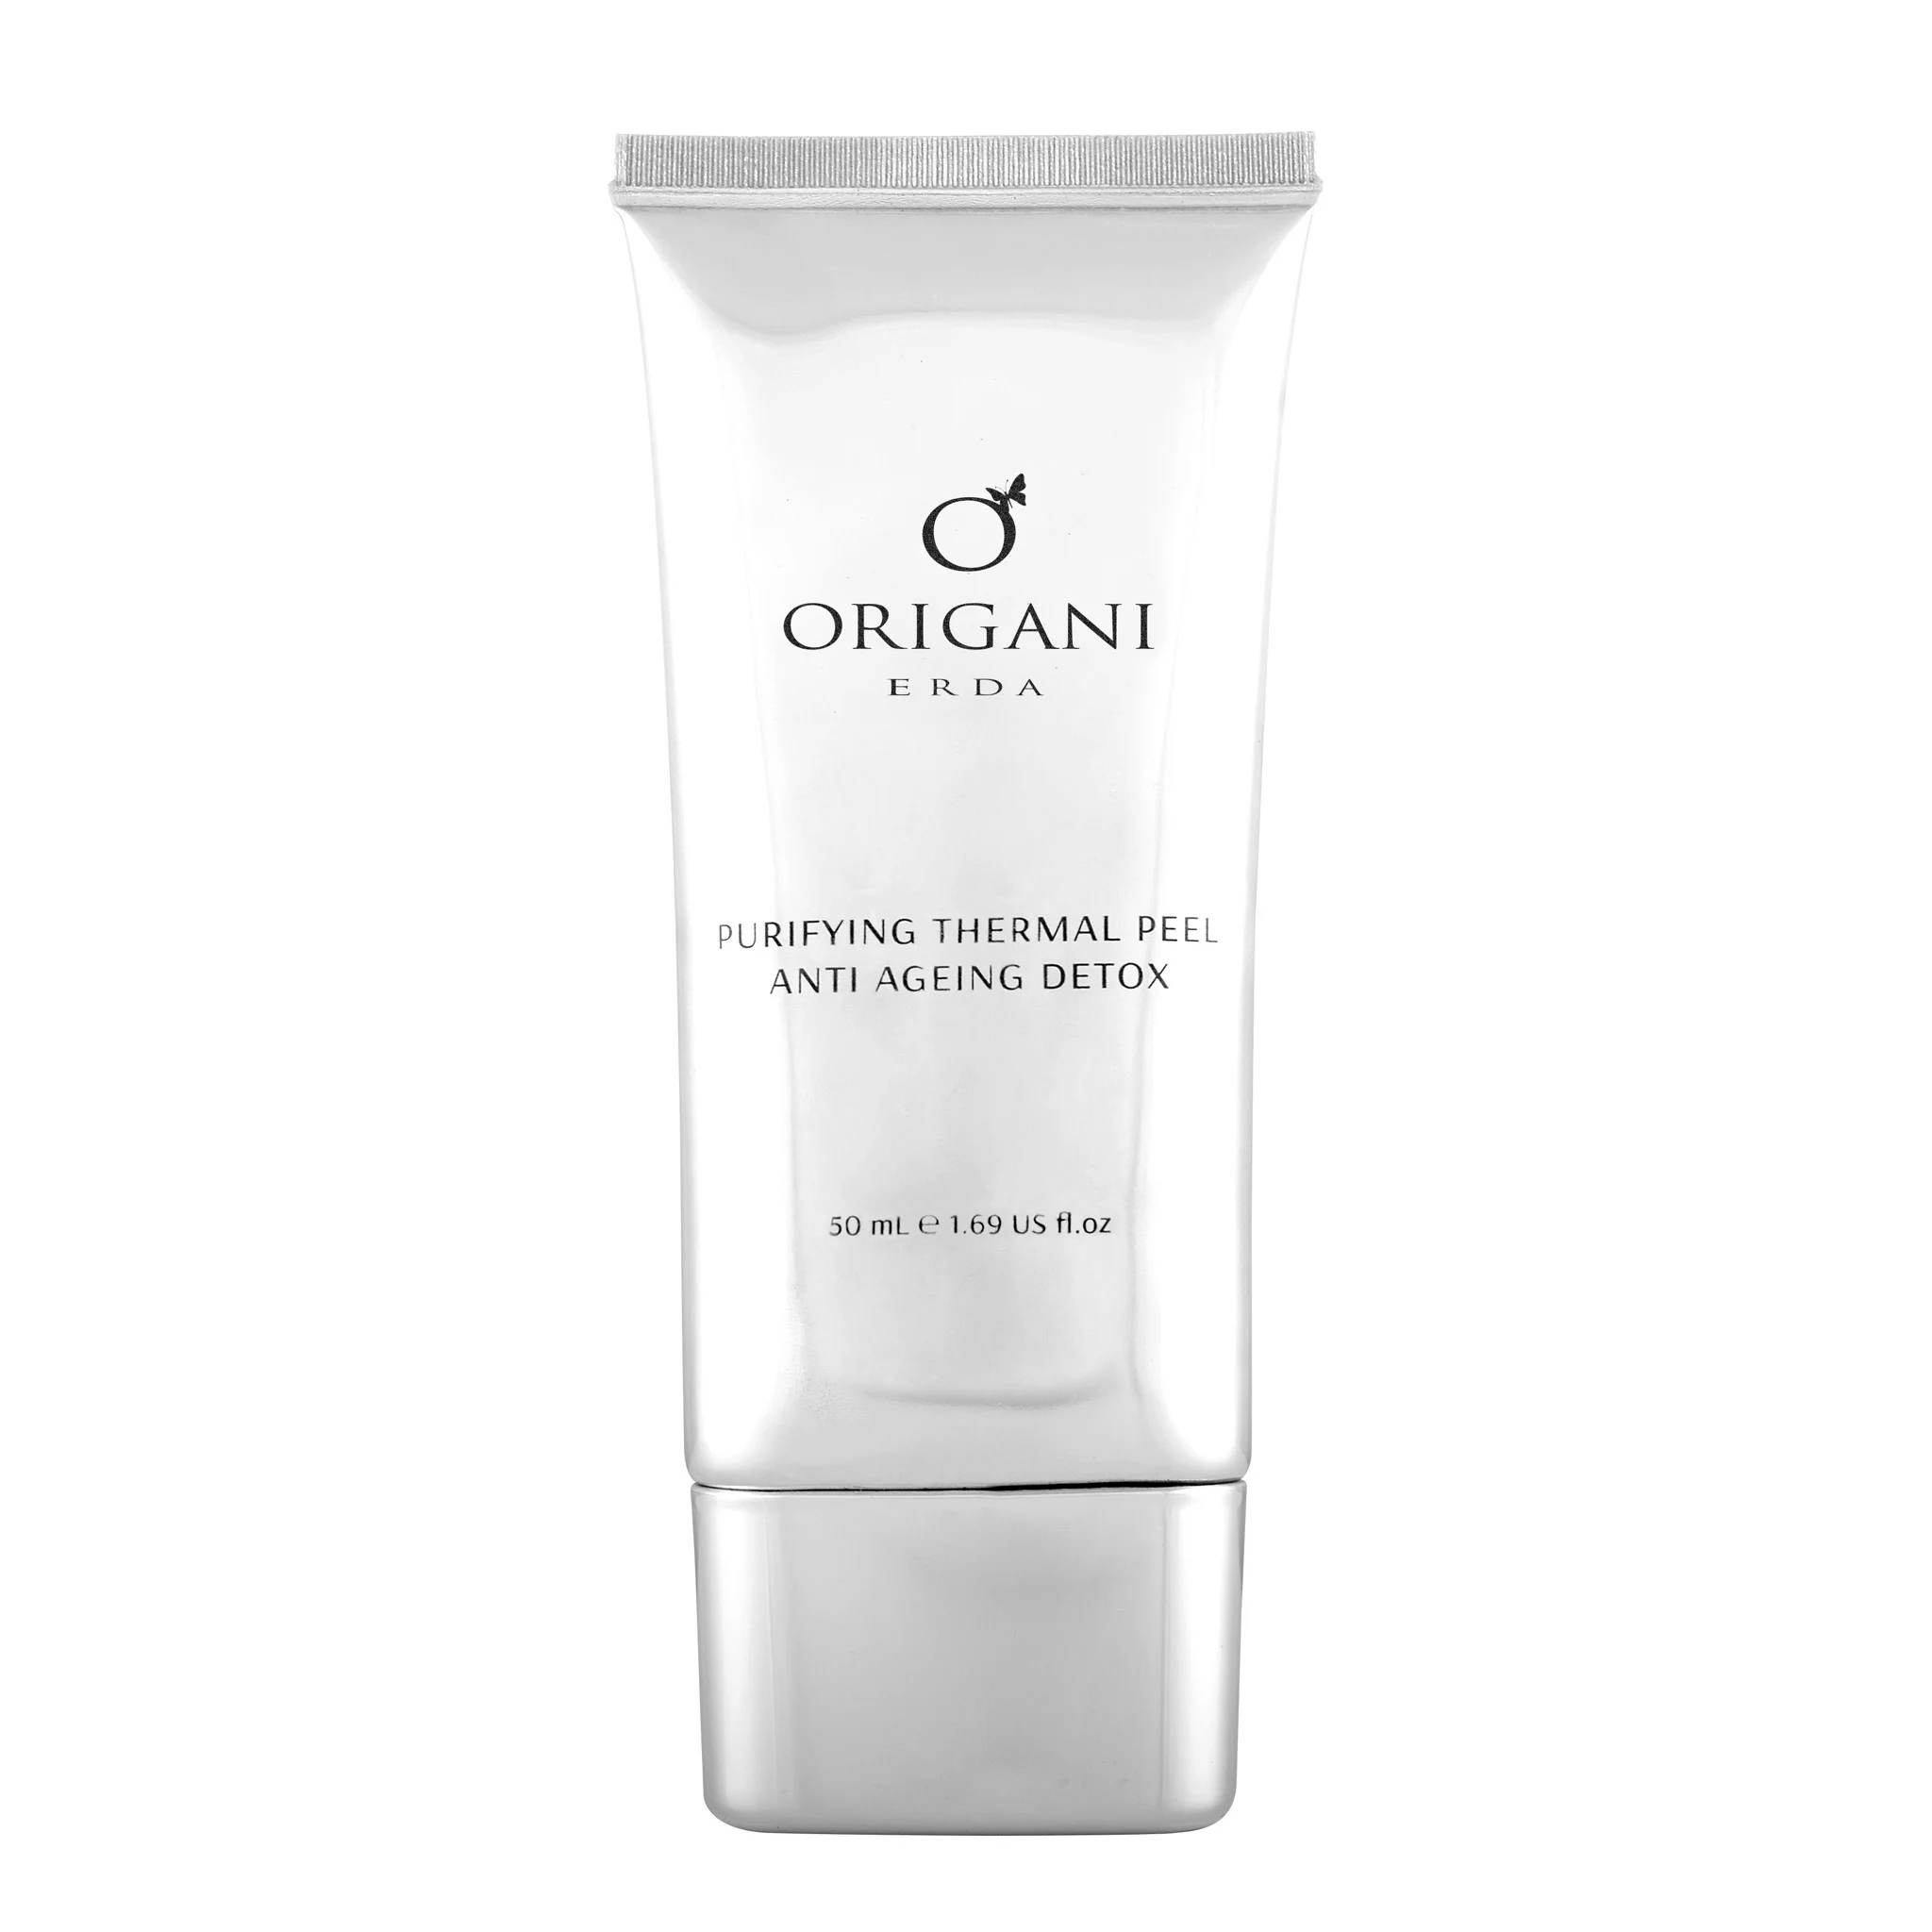 O
ORIGANI
ERDA
PURIFYING THERMAL PEEL
ANTI AGEING DETOX
50 mL ℮ 1.69 US fl.oz